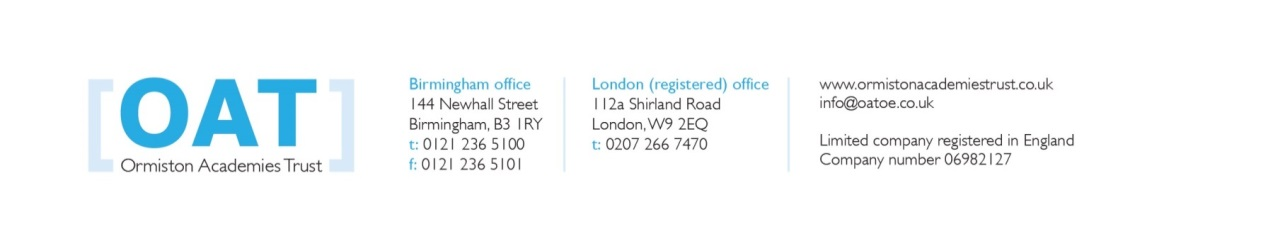 [OAT]
Ormiston Academies Trust
Birmingham office
144 Newhall Street
Birmingham, B3 1RY
t: 0121 236 5100
f: 0121 236 5101
London (registered) office
112a Shirland Road
London, W9 2EQ
t: 0207 266 7470
www.ormistonacademiestrust.co.uk
info@oatoe.co.uk
Limited company registered in England
Company number 06982127